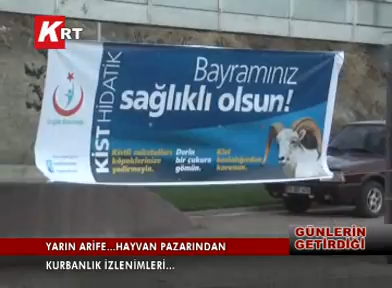 KRT
Bayramınız
sağlıklı olsun!
KİST HİDATİK
Kistli sakatatları
köpeklerinize
yedirmeyin.
Derin
bir çukura
gömün.
Kist
hastalığından
korunun.
GÜNLERİN
GETİRDİĞİ
YARIN ARİFE...HAYVAN PAZARINDAN
KURBANLIK İZLENİMLERİ...